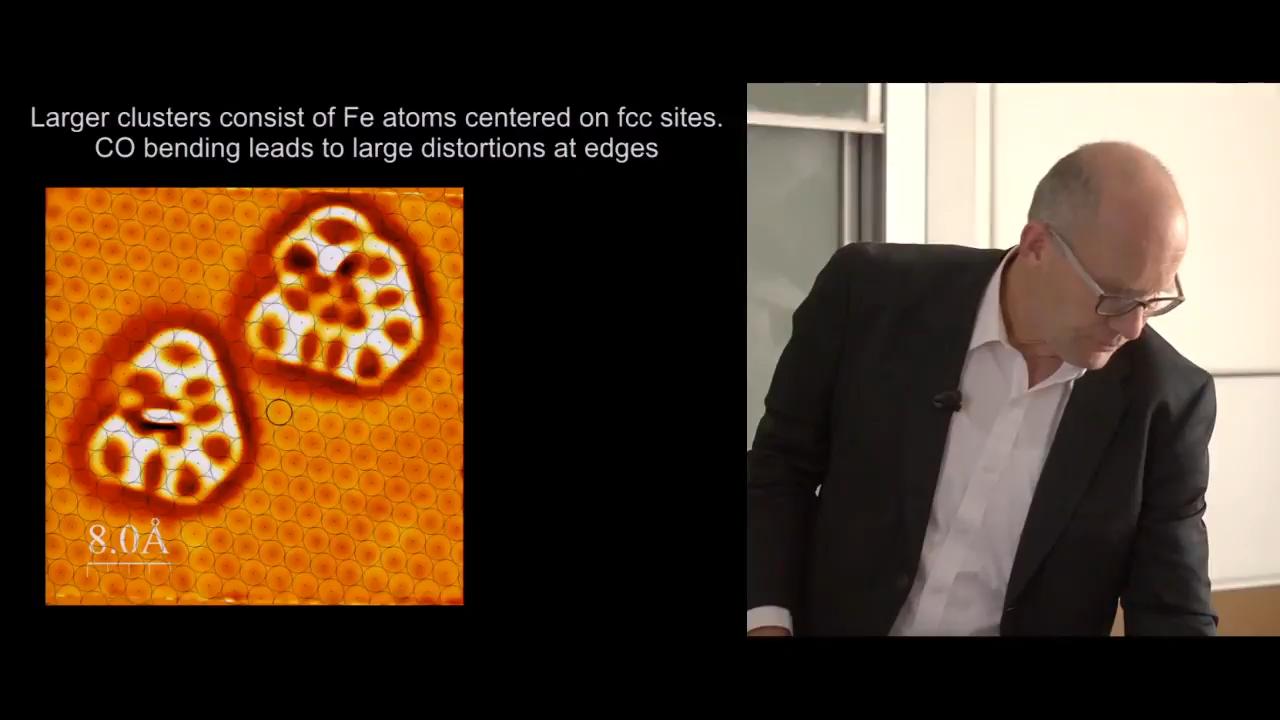 Larger clusters consist of Fe atoms centered on fcc sites.
CO bending leads to large distortions at edges
8.0Å